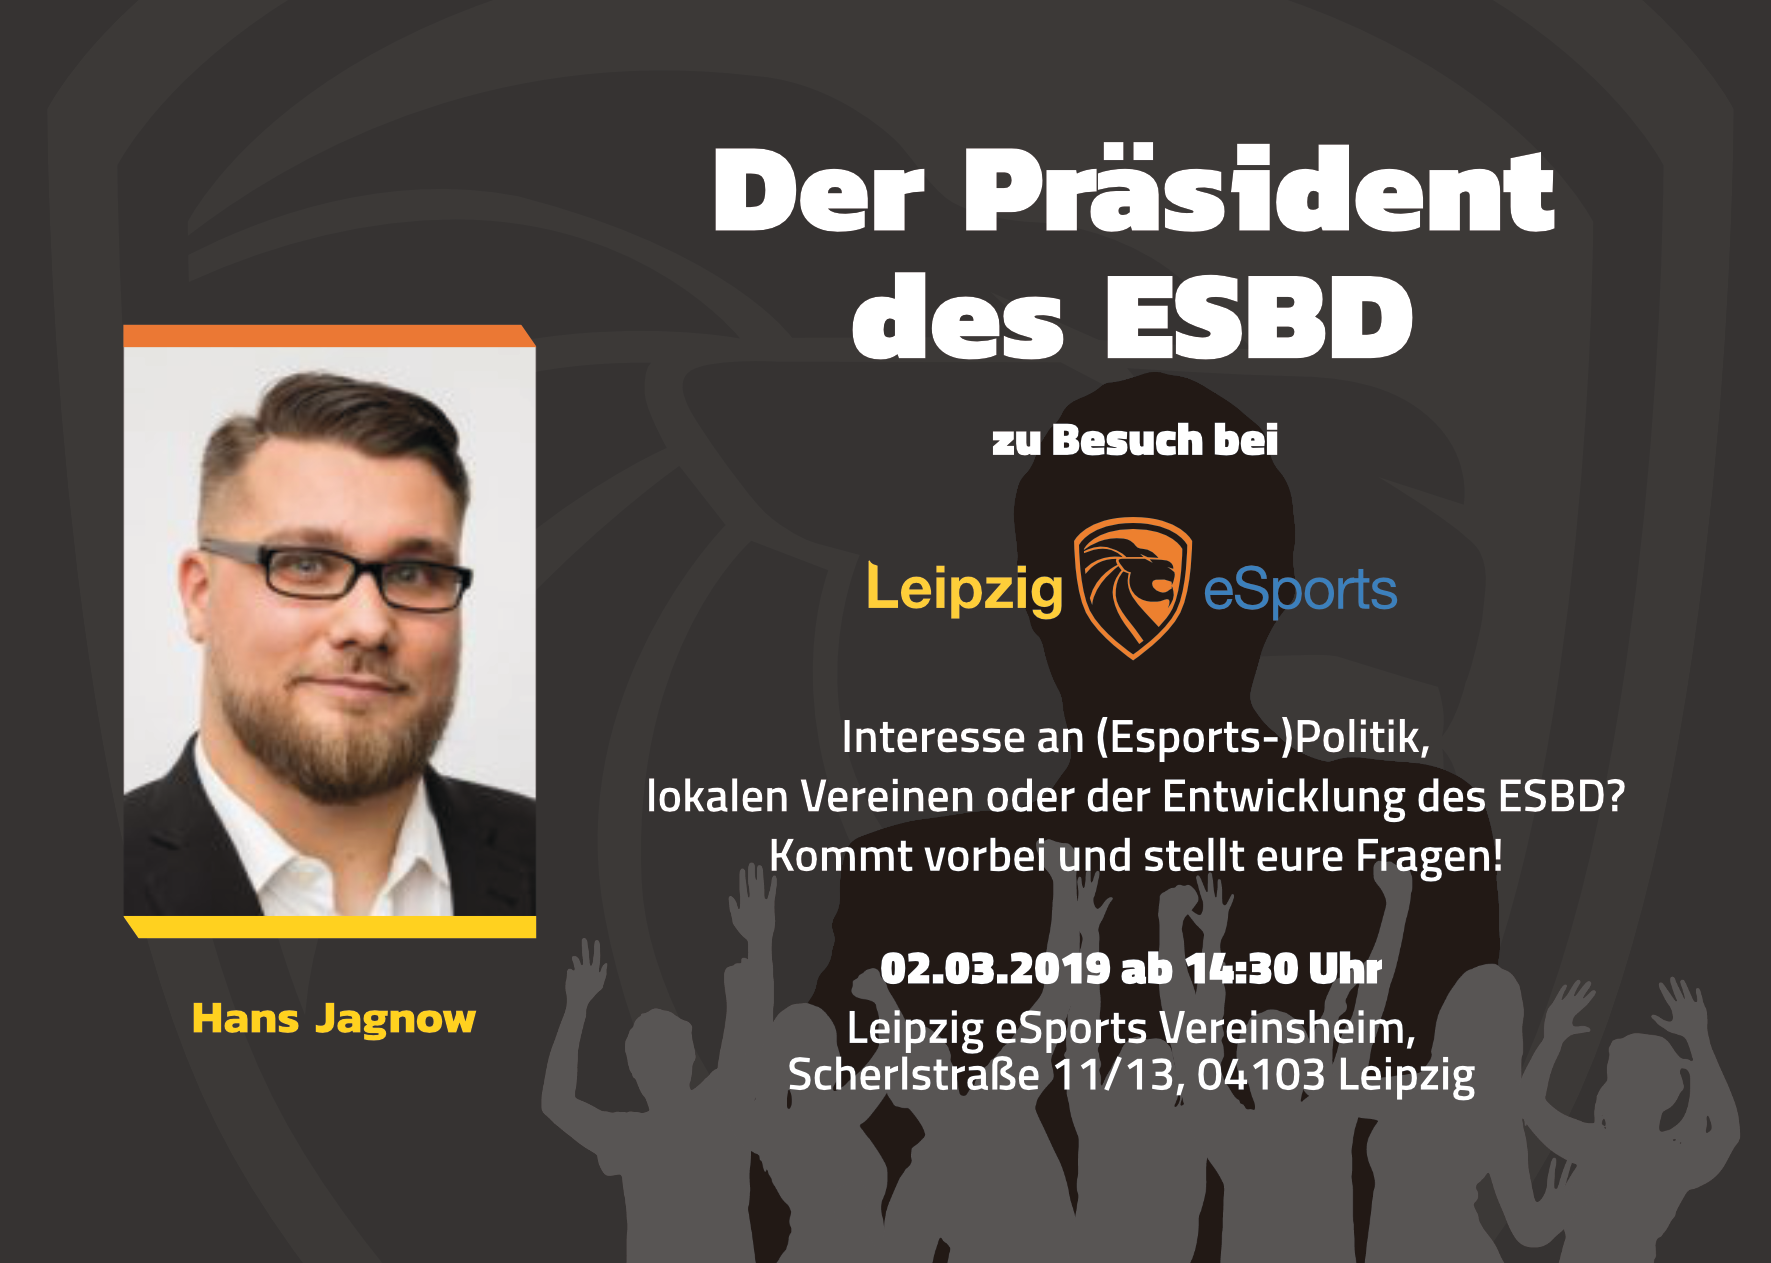 Der Präsident
des ESBD
zu Besuch bei
Leipzig eSports
Interesse an (Esports-)Politik,
lokalen Vereinen oder der Entwicklung des ESBD?
Kommt vorbei und stellt eure Fragen!
02.03.2019 ab 14:30 Uhr
Leipzig eSports Vereinsheim,
Scherlstraße 11/13, 04103 Leipzig
Hans Jagnow